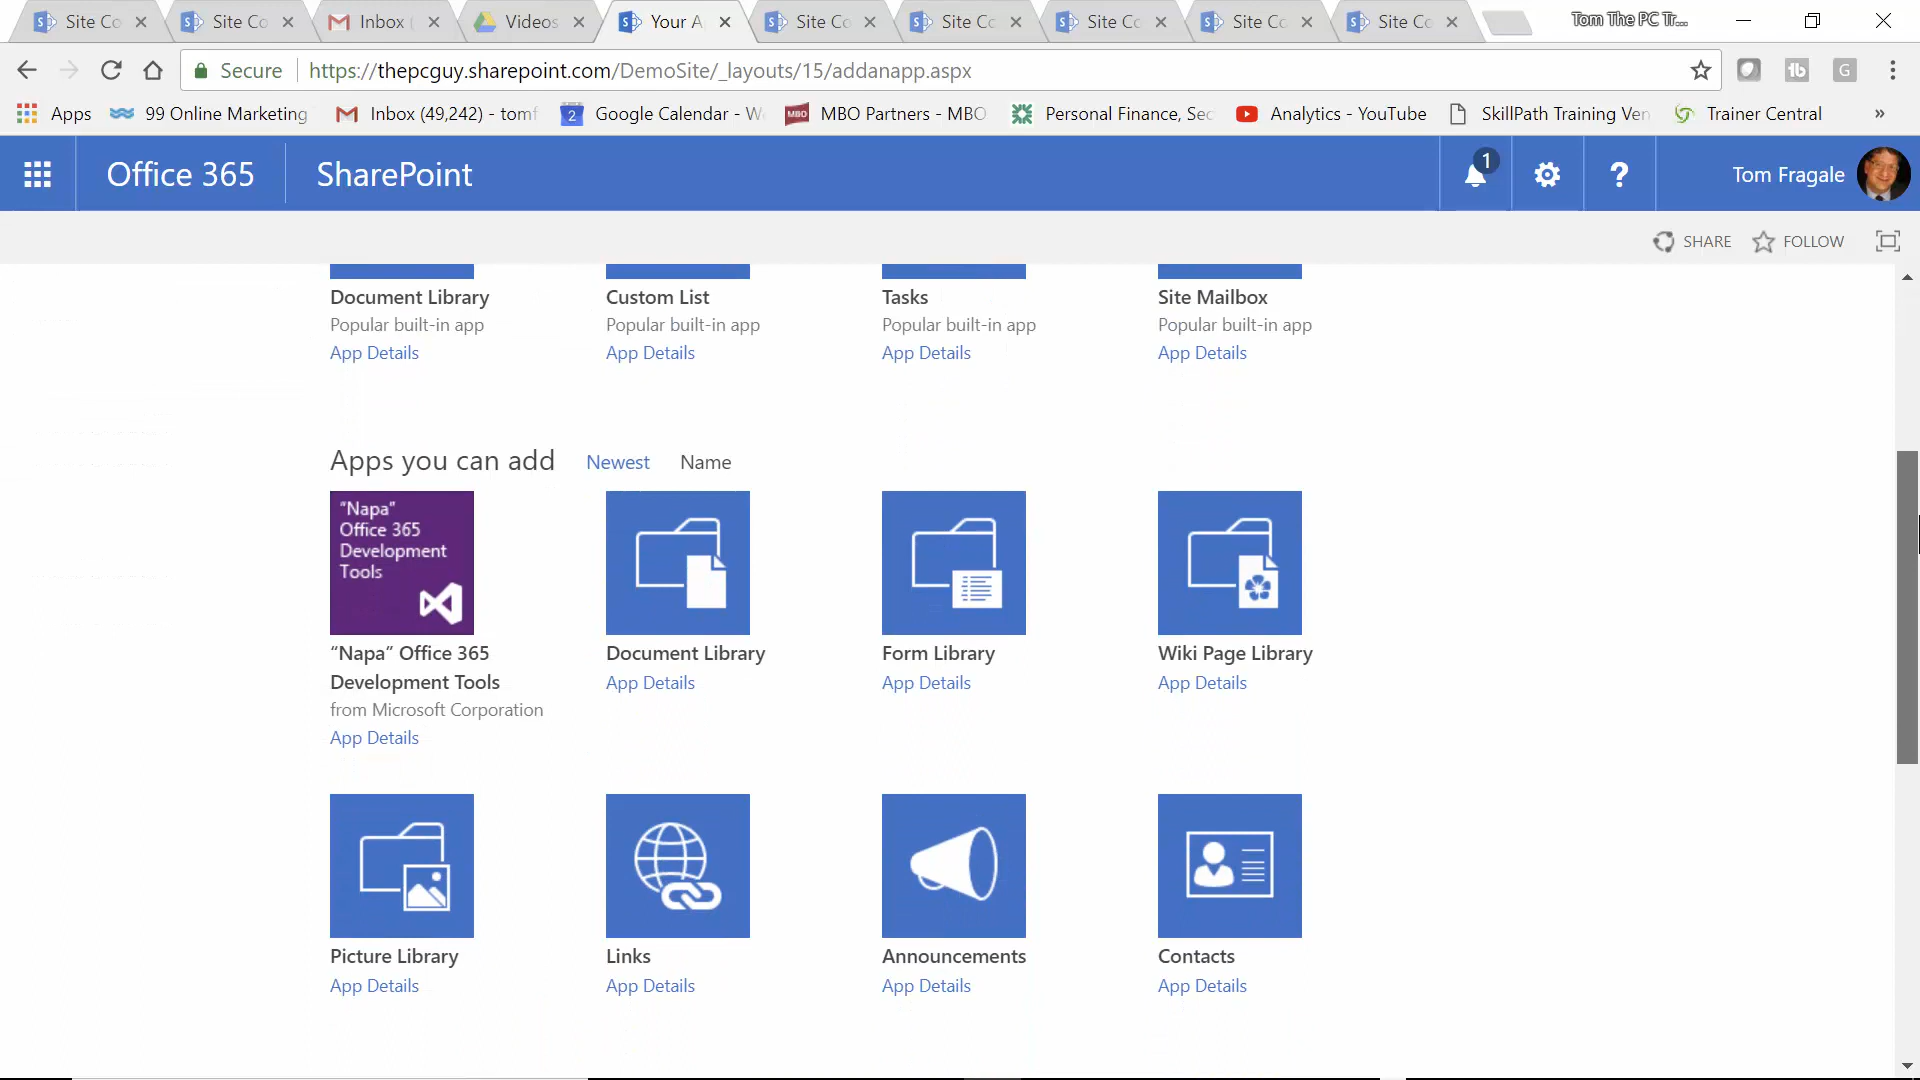 Site Co
Site Co
Inbox (
Videos
Your A
Site Co
Site Co
Site Co
Site Co
Site Co
Tom The PC Tr...
Secure
https://thepcguy.sharepoint.com/DemoSite/_layouts/15/addanapp.aspx
Apps
99 Online Marketing
Inbox (49,242) - tomf
2
Google Calendar - W
MBO
MBO Partners - MBO
Personal Finance, Sec
Analytics - YouTube
SkillPath Training Ven
Trainer Central
»
Office 365
SharePoint
1
?
Tom Fragale
SHARE
FOLLOW
Document Library
Popular built-in app
App Details
Custom List
Popular built-in app
App Details
Tasks
Popular built-in app
App Details
Site Mailbox
Popular built-in app
App Details
Apps you can add
Newest
Name
“Napa”
Office 365
Development
Tools
“Napa” Office 365
Development Tools
from Microsoft Corporation
App Details
Document Library
App Details
Form Library
App Details
Wiki Page Library
App Details
Picture Library
App Details
Links
App Details
Announcements
App Details
Contacts
App Details